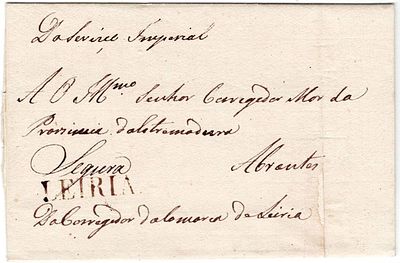 Do Servico Imperial
A O Illmo Senhor Corregedor Mor da
Provincia da Estremadura
Segura Abrantes
LEIRIA
Do Corregedor da Comarca de Leiria